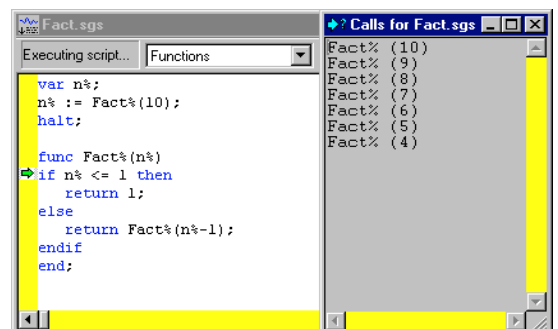 Fact.sgs
Executing script... Functions
var n%;
n% := Fact%(10);
halt;
func Fact%(n%)
if n% <= 1 then
return 1;
else
return Fact%(n%-1);
endif
end;
? Calls for Fact.sgs
Fact% (10)
Fact% (9)
Fact% (8)
Fact% (7)
Fact% (6)
Fact% (5)
Fact% (4)